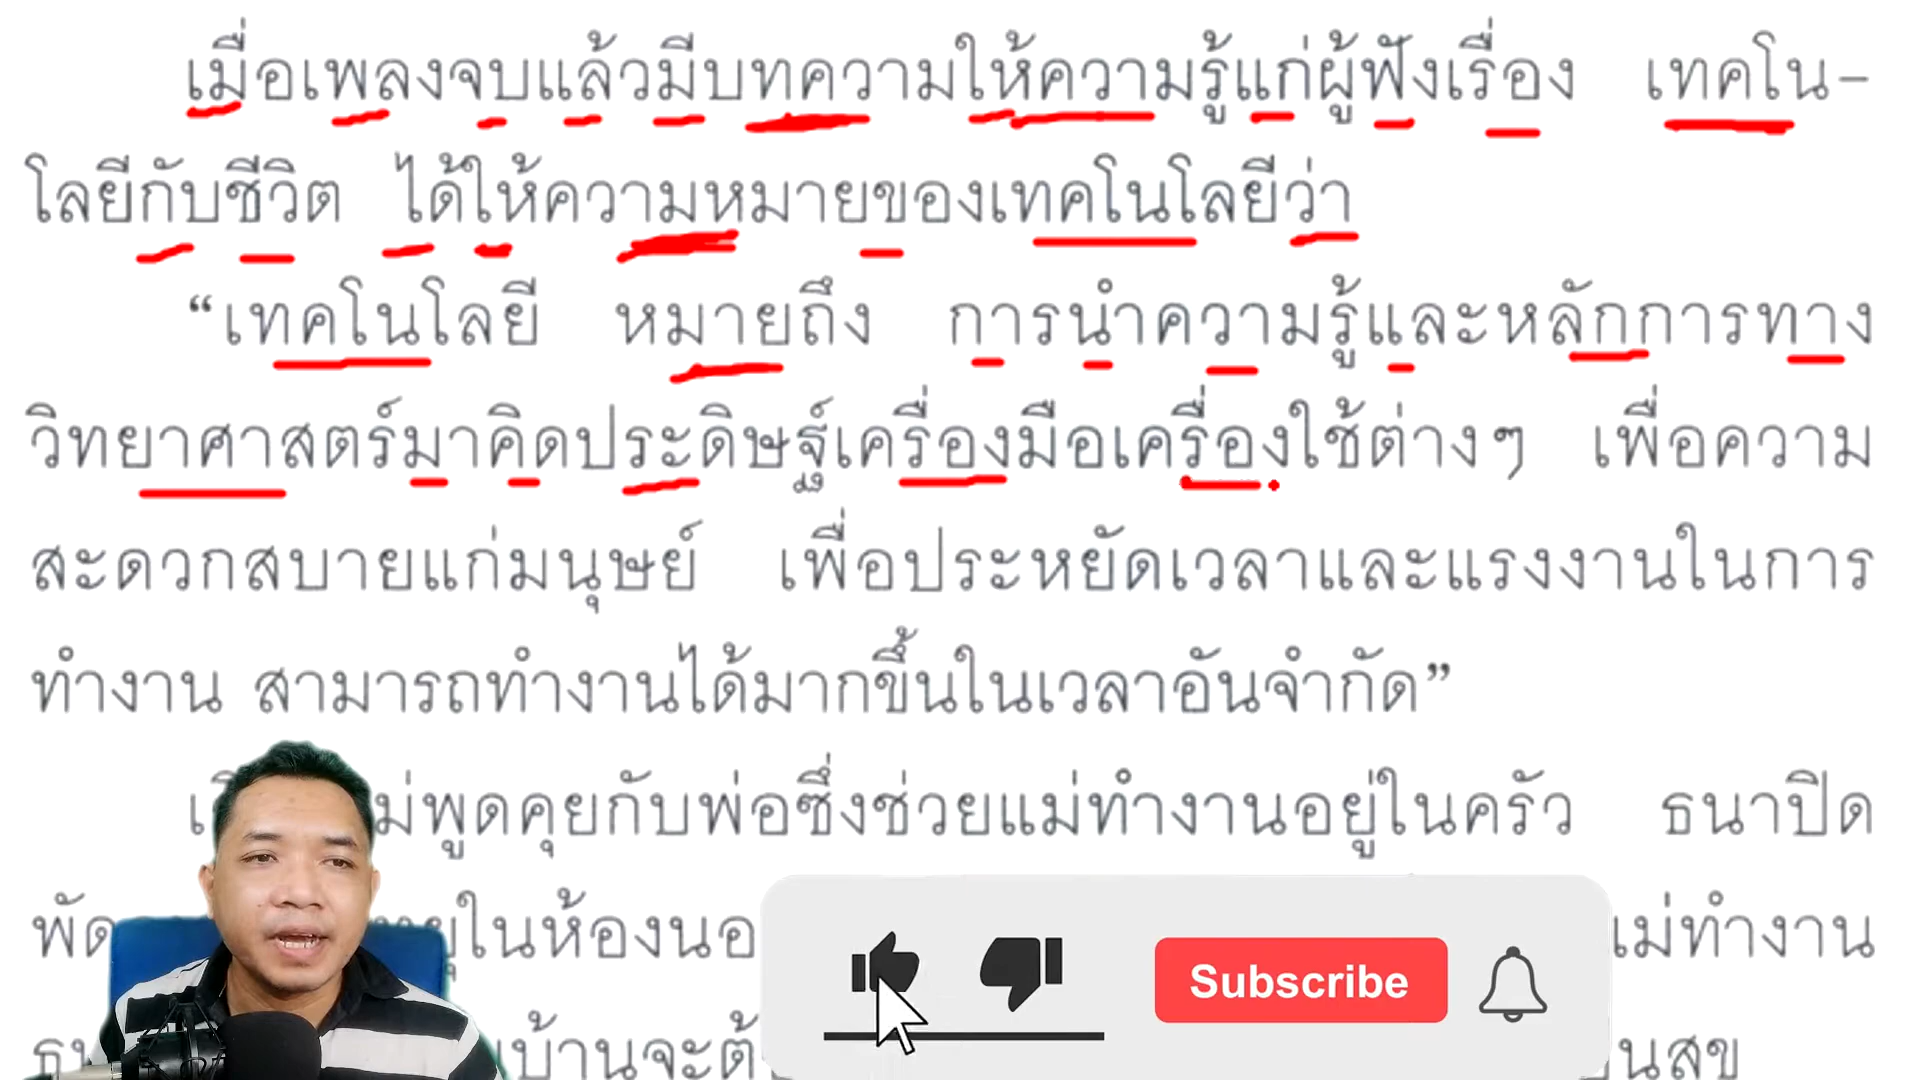 เมื่อเพลงจบแล้วมีบทความให้ความรู้แก่ผู้ฟังเรื่อง เทคโน-
โลยีกับชีวิต ได้ให้ความหมายของเทคโนโลยีว่า
“เทคโนโลยี หมายถึง การนำความรู้และหลักการทาง
วิทยาศาสตร์มาคิดประดิษฐ์เครื่องมือเครื่องใช้ต่างๆ เพื่อความ
สะดวกสบายแก่มนุษย์ เพื่อประหยัดเวลาและแรงงานในการ
ทำงาน สามารถทำงานได้มากขึ้นในเวลาอันจำกัด”
แม่พูดคุยกับพ่อซึ่งช่วยแม่ทำงานอยู่ในครัว ธนาปิด
พัด ในห้องนอ แม่ทำงาน
บ้านจะต้
Subscribe